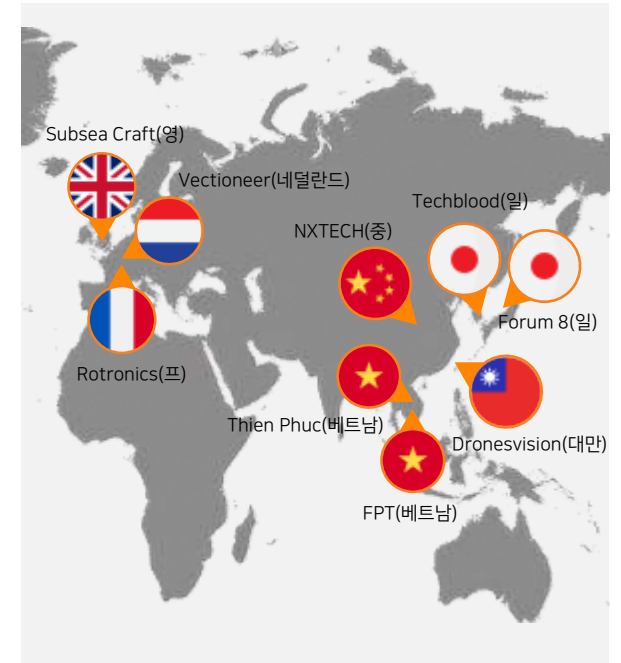 Subsea Craft(영)
Vectioneer(네덜란드)
Techblood(일)
NXTECH(중)
Forum 8(일)
Rotronics(프)
Thien Phuc(베트남)
Dronesvision(대만)
FPT(베트남)